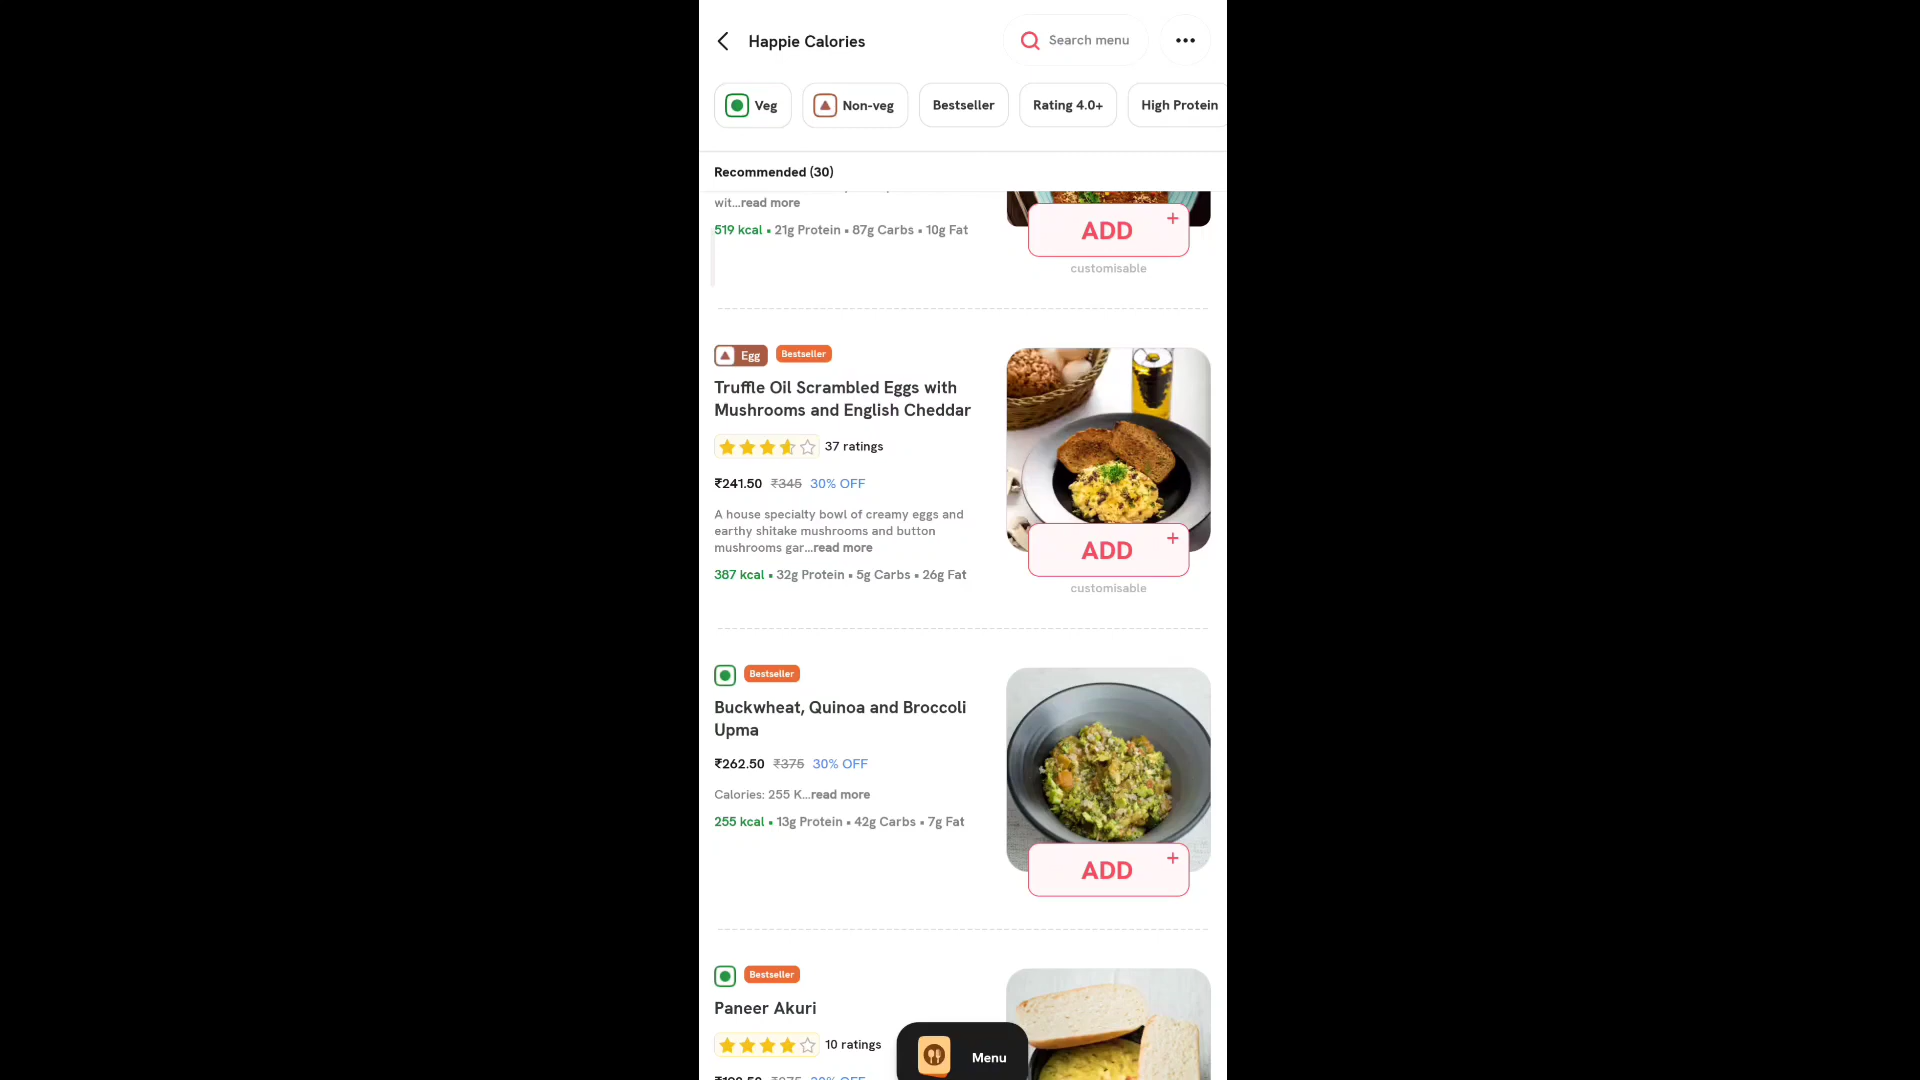 Happie Calories
Search menu
Veg
Non-veg
Bestseller
Rating 4.0+
High Protein
Recommended (30)
wit...read more
519 kcal • 21g Protein • 87g Carbs • 10g Fat
ADD
+
customisable
Egg
Bestseller
Truffle Oil Scrambled Eggs with
Mushrooms and English Cheddar
37 ratings
₹241.50 ₹345 30% OFF
A house specialty bowl of creamy eggs and
earthy shitake mushrooms and button
mushrooms gar...read more
387 kcal • 32g Protein • 5g Carbs • 26g Fat
ADD
+
customisable
Bestseller
Buckwheat, Quinoa and Broccoli
Upma
₹262.50 ₹375 30% OFF
Calories: 255 K...read more
255 kcal • 13g Protein • 42g Carbs • 7g Fat
ADD
+
Bestseller
Paneer Akuri
10 ratings
Menu